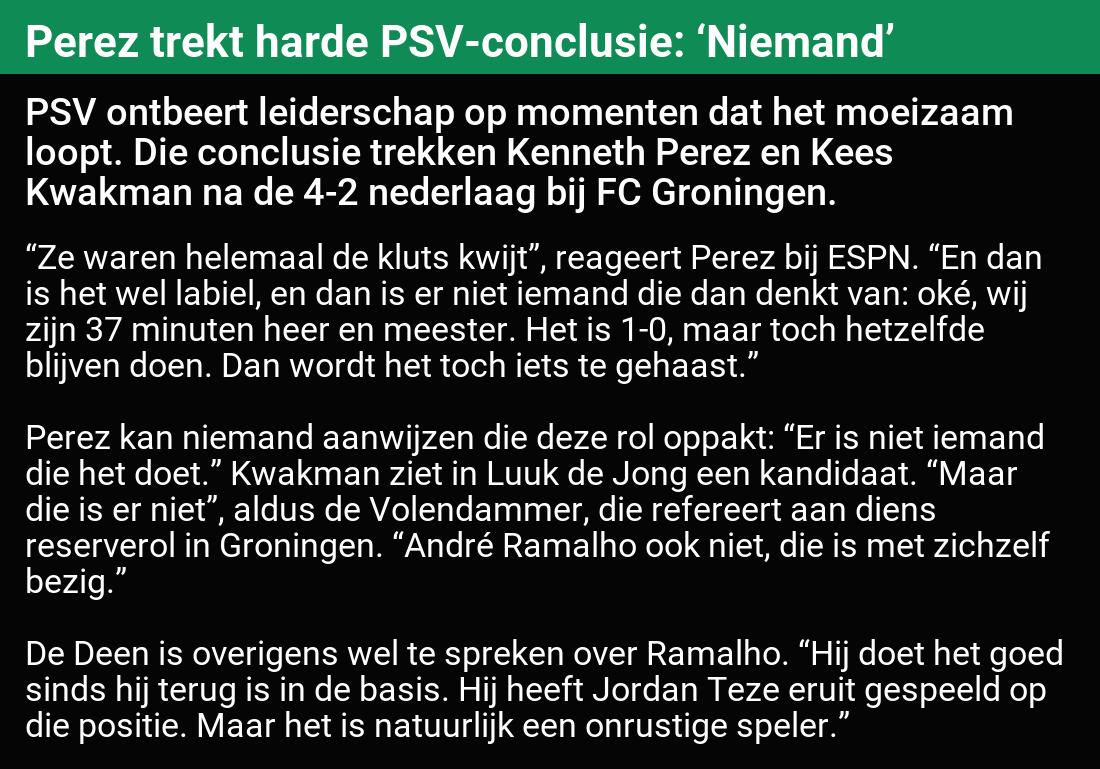 Perez trekt harde PSV-conclusie: ‘Niemand’
PSV ontbeert leiderschap op momenten dat het moeizaam
loopt. Die conclusie trekken Kenneth Perez en Kees
Kwakman na de 4-2 nederlaag bij FC Groningen.
“Ze waren helemaal de kluts kwijt”, reageert Perez bij ESPN. “En dan
is het wel labiel, en dan is er niet iemand die dan denkt van: oké, wij
zijn 37 minuten heer en meester. Het is 1-0, maar toch hetzelfde
blijven doen. Dan wordt het toch iets te gehaast.”
Perez kan niemand aanwijzen die deze rol oppakt: “Er is niet iemand
die het doet.” Kwakman ziet in Luuk de Jong een kandidaat. “Maar
die is er niet”, aldus de Volendammer, die refereert aan diens
reserverol in Groningen. “André Ramalho ook niet, die is met zichzelf
bezig.”
De Deen is overigens wel te spreken over Ramalho. “Hij doet het goed
sinds hij terug is in de basis. Hij heeft Jordan Teze eruit gespeeld op
die positie. Maar het is natuurlijk een onrustige speler.”